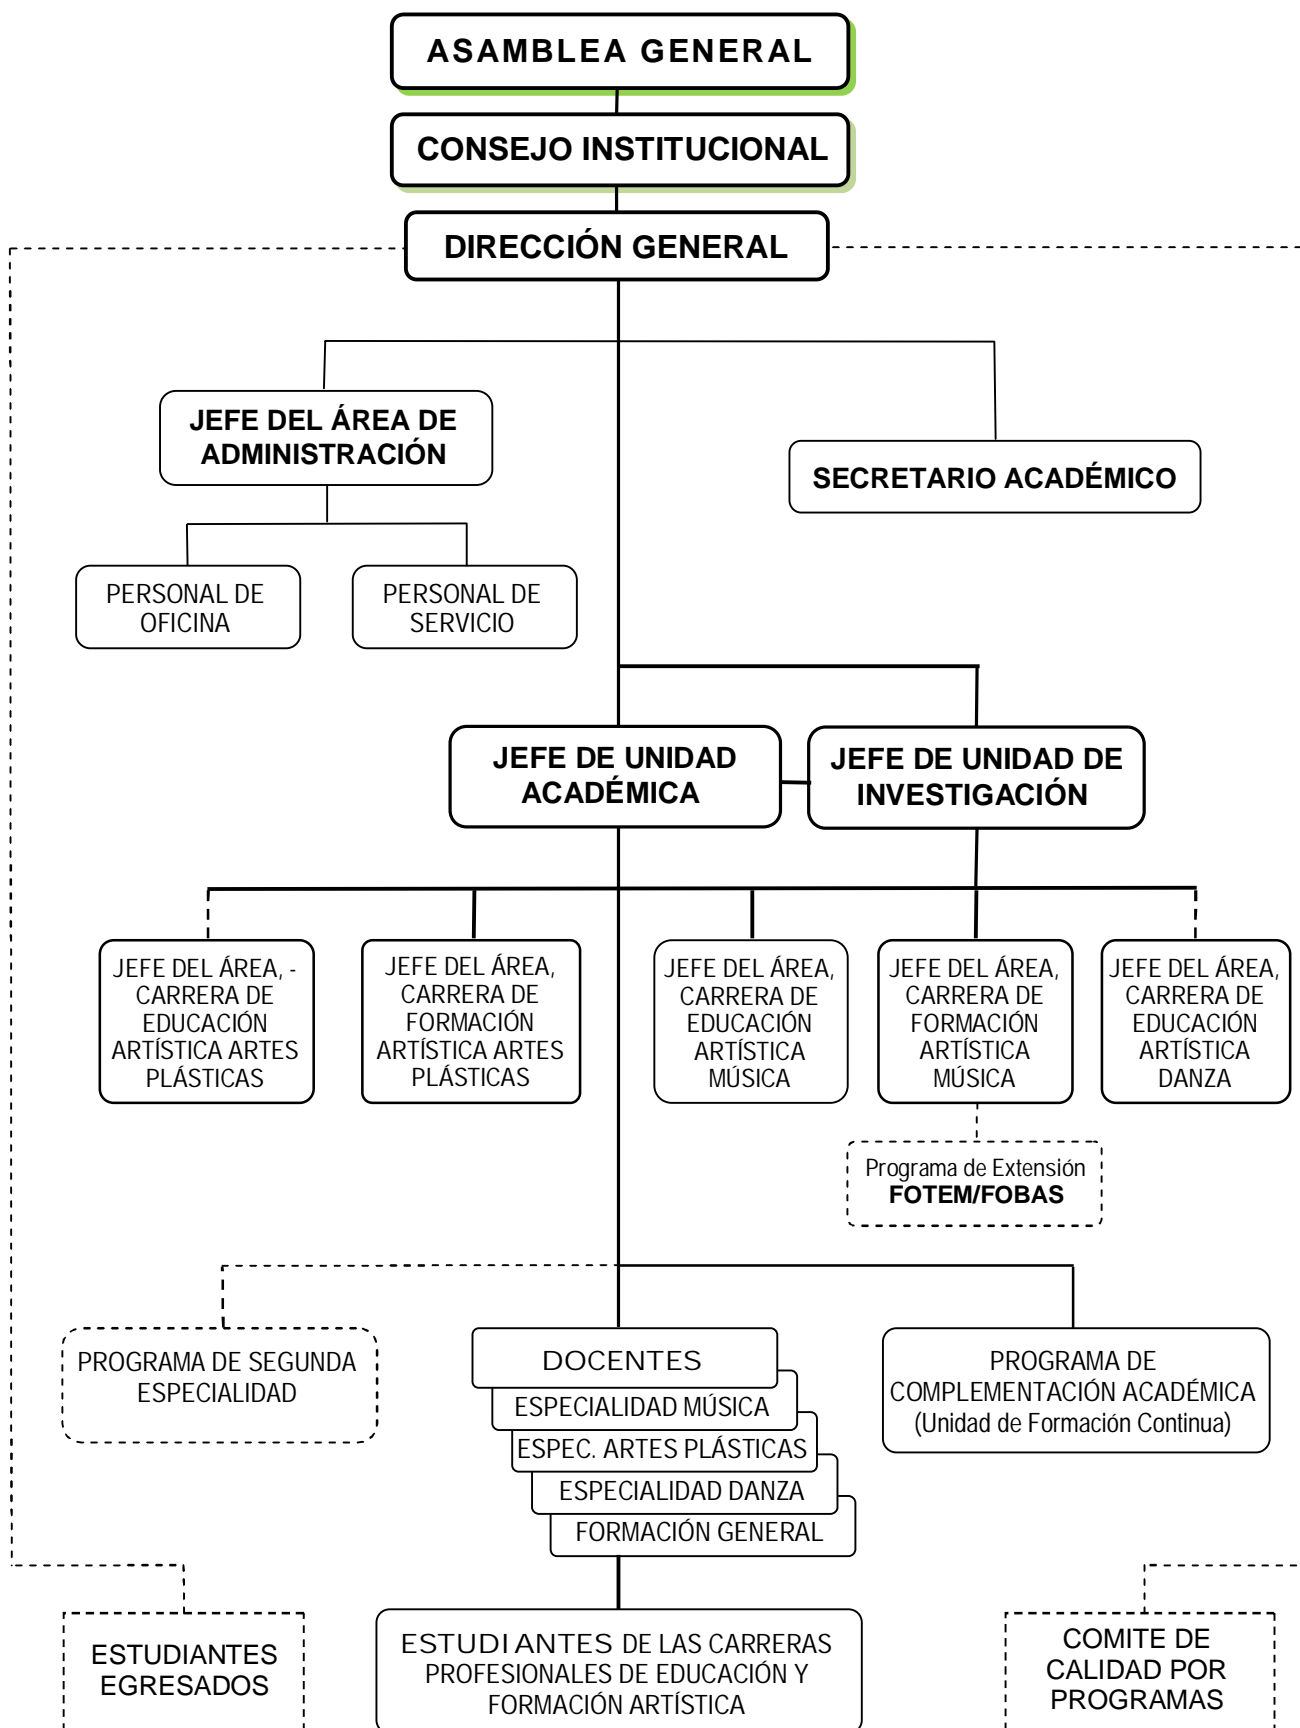 ASAMBLEA GENERAL
CONSEJO INSTITUCIONAL
DIRECCIÓN GENERAL
JEFE DEL ÁREA DE
ADMINISTRACIÓN
SECRETARIO ACADÉMICO
PERSONAL DE
OFICINA
PERSONAL DE
SERVICIO
JEFE DE UNIDAD
ACADÉMICA
JEFE DE UNIDAD DE
INVESTIGACIÓN
JEFE DEL ÁREA, -
CARRERA DE
EDUCACIÓN
ARTÍSTICA ARTES
PLÁSTICAS
JEFE DEL ÁREA,
CARRERA DE
FORMACIÓN
ARTÍSTICA ARTES
PLÁSTICAS
JEFE DEL ÁREA,
CARRERA DE
EDUCACIÓN
ARTÍSTICA
MÚSICA
JEFE DEL ÁREA,
CARRERA DE
FORMACIÓN
ARTÍSTICA
MÚSICA
JEFE DEL ÁREA,
CARRERA DE
EDUCACIÓN
ARTÍSTICA
DANZA
Programa de Extensión
FOTEM/FOBAS
PROGRAMA DE SEGUNDA
ESPECIALIDAD
DOCENTES
ESPECIALIDAD MÚSICA
ESPEC. ARTES PLÁSTICAS
ESPECIALIDAD DANZA
FORMACIÓN GENERAL
PROGRAMA DE
COMPLEMENTACIÓN ACADÉMICA
(Unidad de Formación Continua)
ESTUDIANTES
EGRESADOS
ESTUDIANTES DE LAS CARRERAS
PROFESIONALES DE EDUCACIÓN Y
FORMACIÓN ARTÍSTICA
COMITE DE
CALIDAD POR
PROGRAMAS